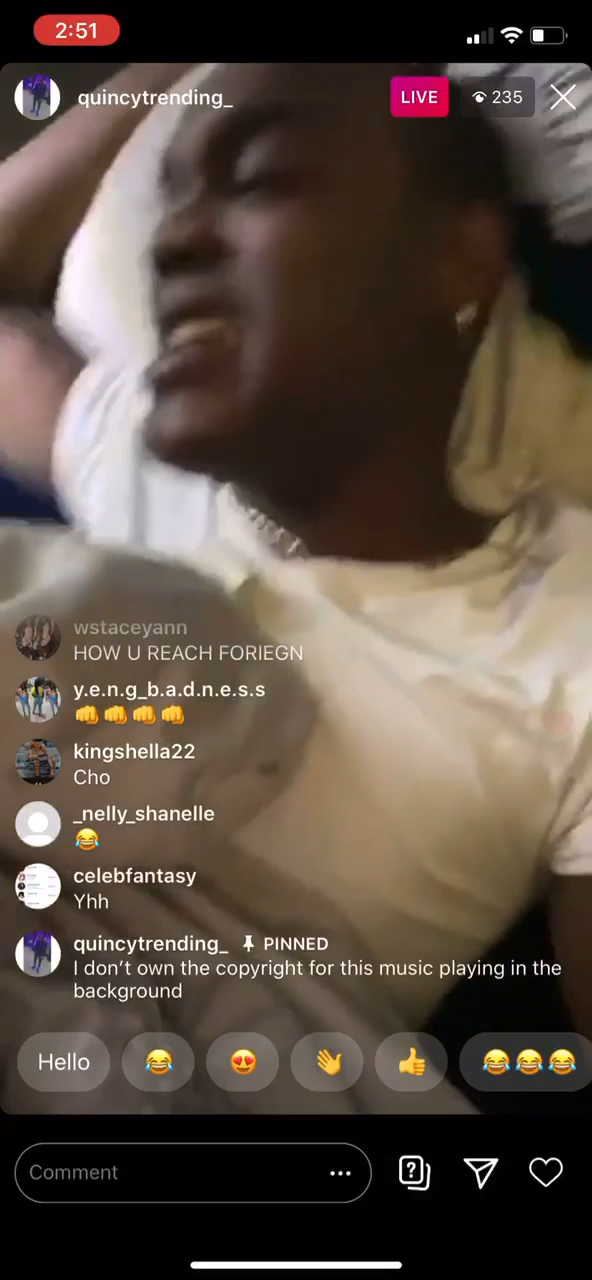 2:51
quincytrending_
LIVE
235
wstaceyann
HOW U REACH FORIEGN
y.e.n.g_b.a.d.n.e.s.s
👊👊👊👊
kingshella22
Cho
_nelly_shanelle
😂
celebfantasy
Yhh
quincytrending_ PINNED
I don’t own the copyright for this music playing in the
background
Hello 😂 😍 👋 👍 😂😂😂
Comment